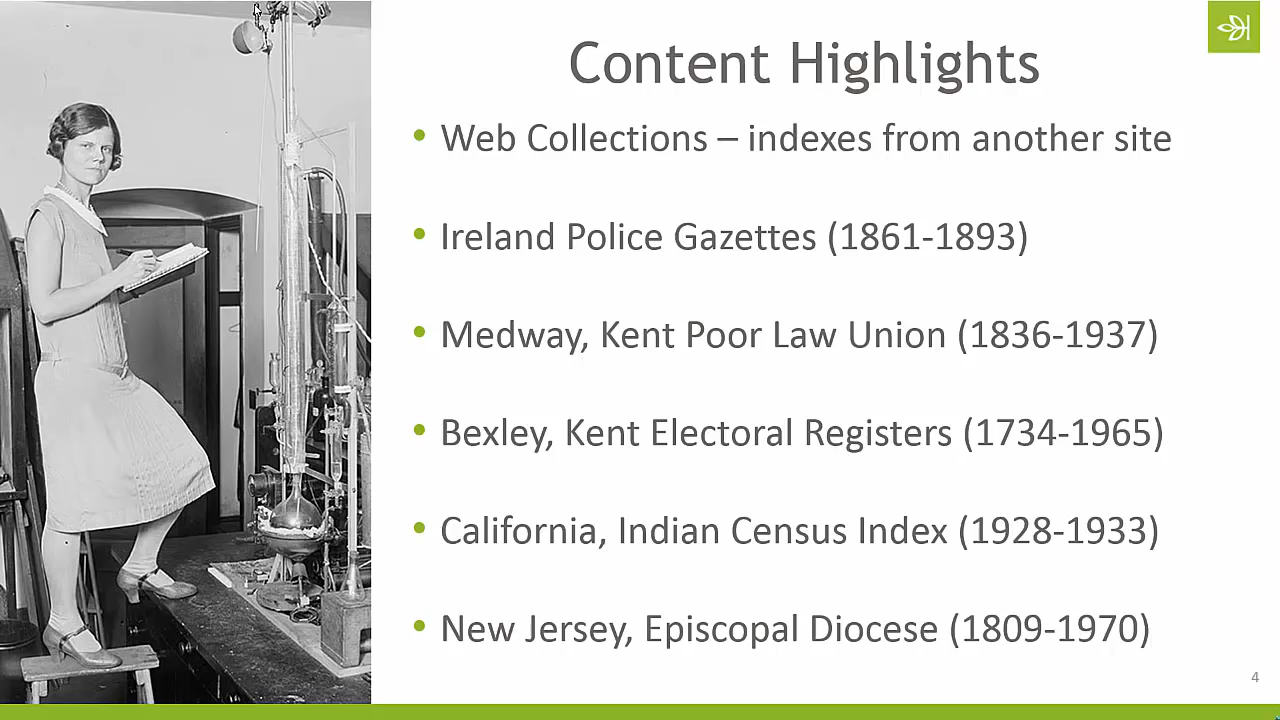 Content Highlights
• Web Collections – indexes from another site
• Ireland Police Gazettes (1861-1893)
• Medway, Kent Poor Law Union (1836-1937)
• Bexley, Kent Electoral Registers (1734-1965)
• California, Indian Census Index (1928-1933)
• New Jersey, Episcopal Diocese (1809-1970)
4